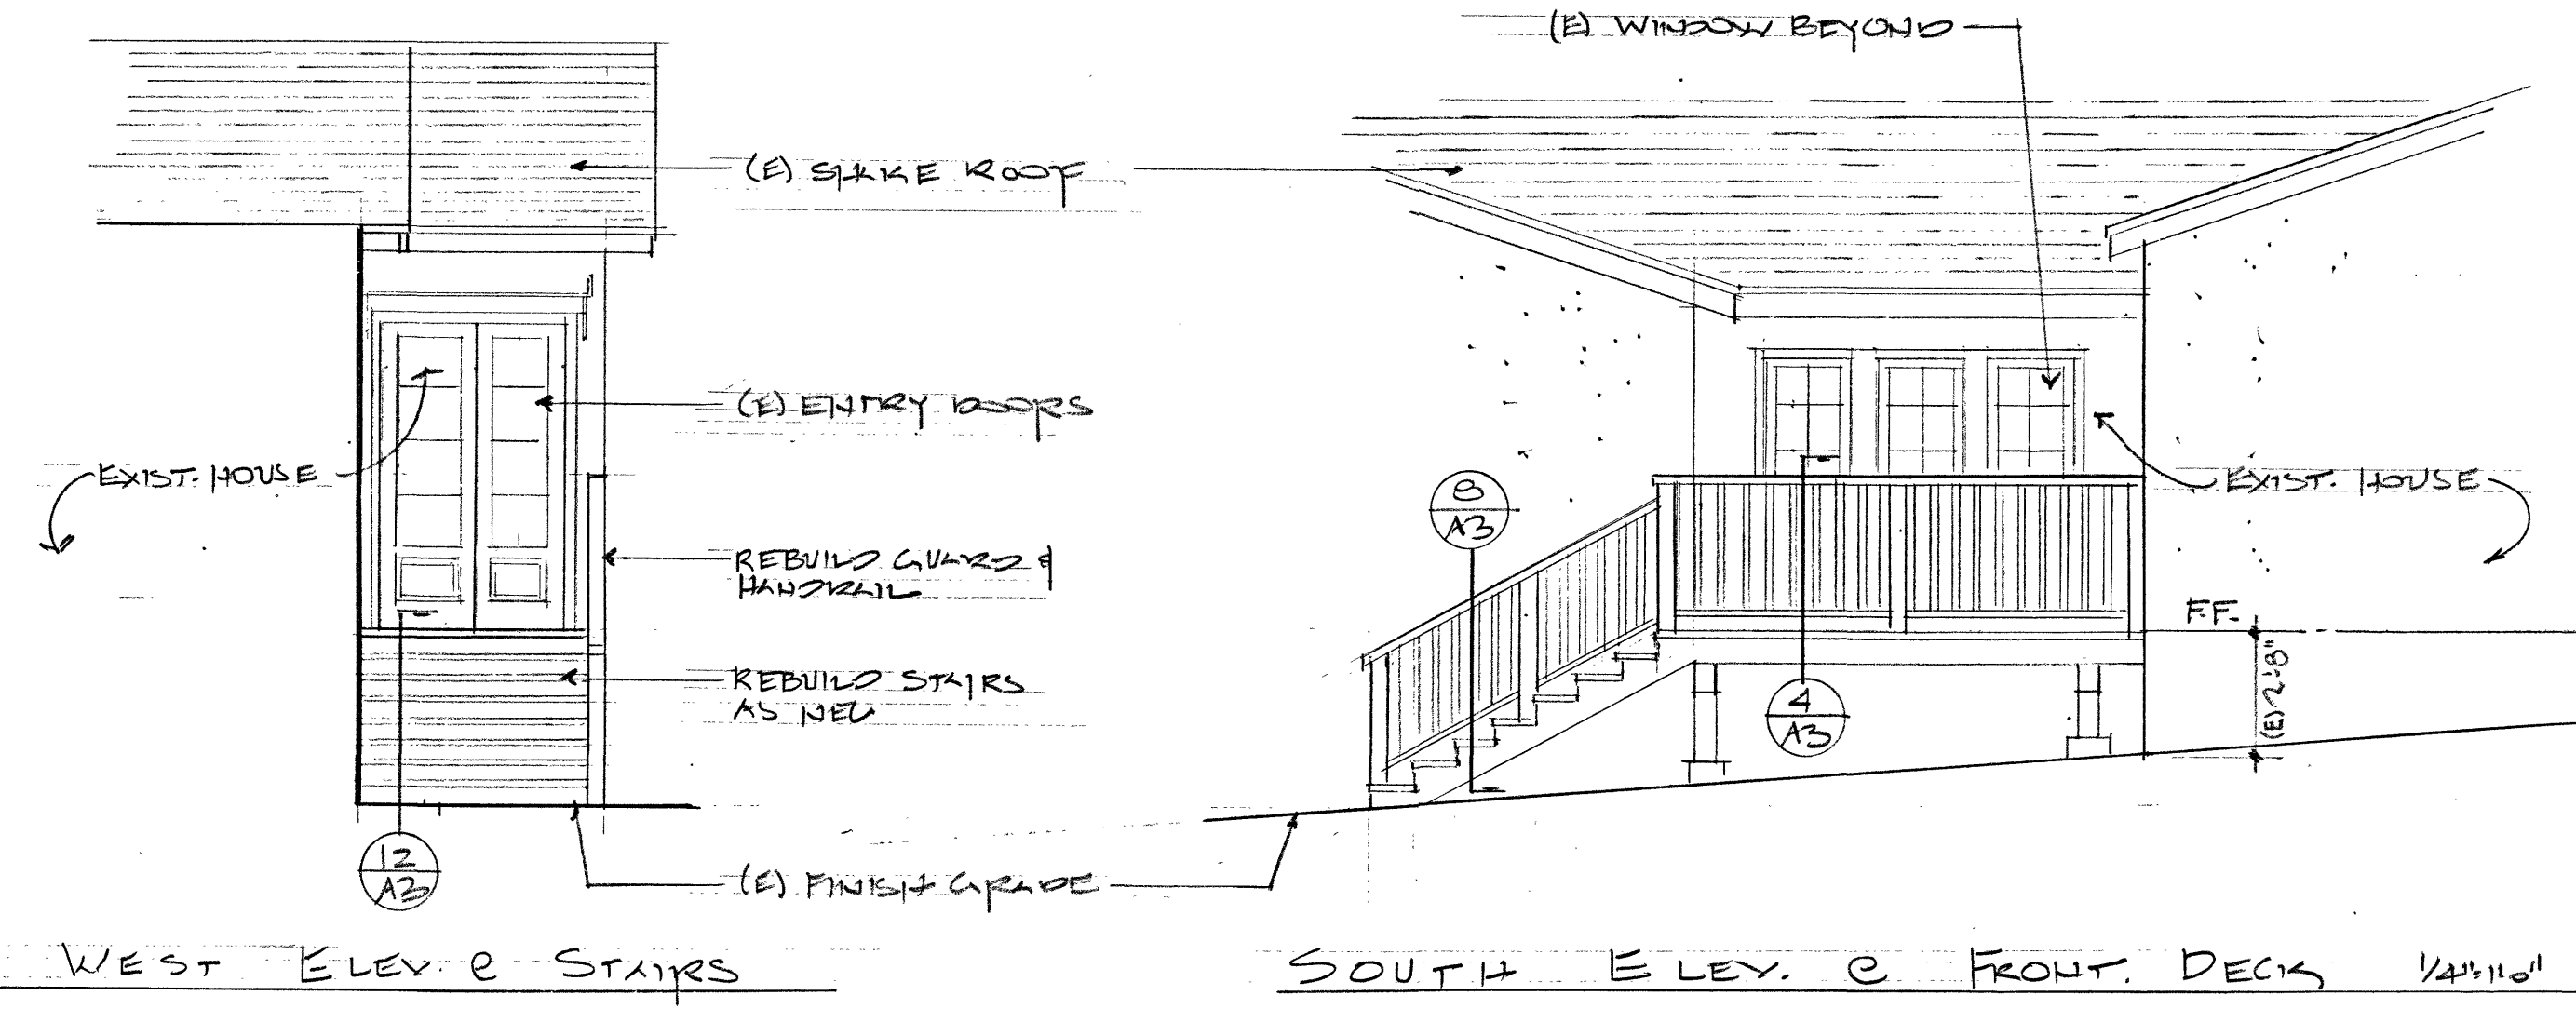 (E) WINDOW BEYOND
(E) SHAKE ROOF
(E) ENTRY DOORS
EXIST. HOUSE
REBUILD GUARD &
HANDRAIL
REBUILD STAIRS
AS NEC
(E) FINISH GRADE
12
A3
8
A3
4
A3
EXIST. HOUSE
F.F.
(E) 2'8"
WEST ELEV. @ STAIRS
SOUTH ELEV. @ FRONT. DECK 1/4"=1'0"